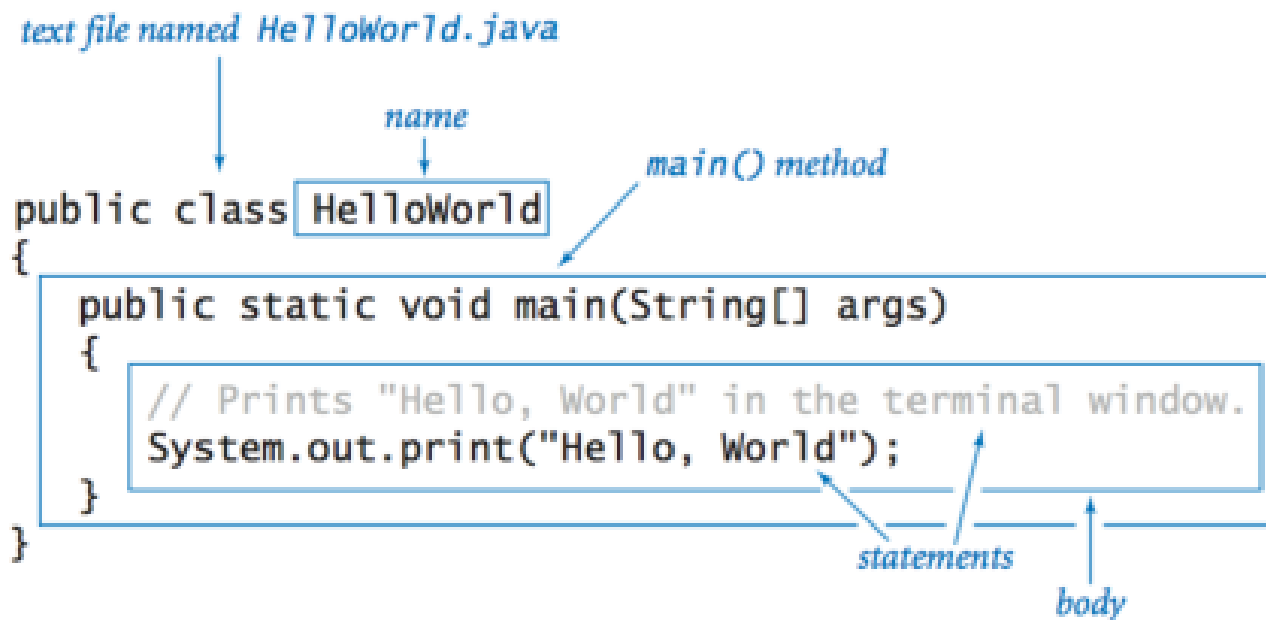 text file named HelloWorld.java
name
main() method
public class HelloWorld
{
public static void main(String[] args)
{
// Prints "Hello, World" in the terminal window.
System.out.print("Hello, World");
}
}
statements
body